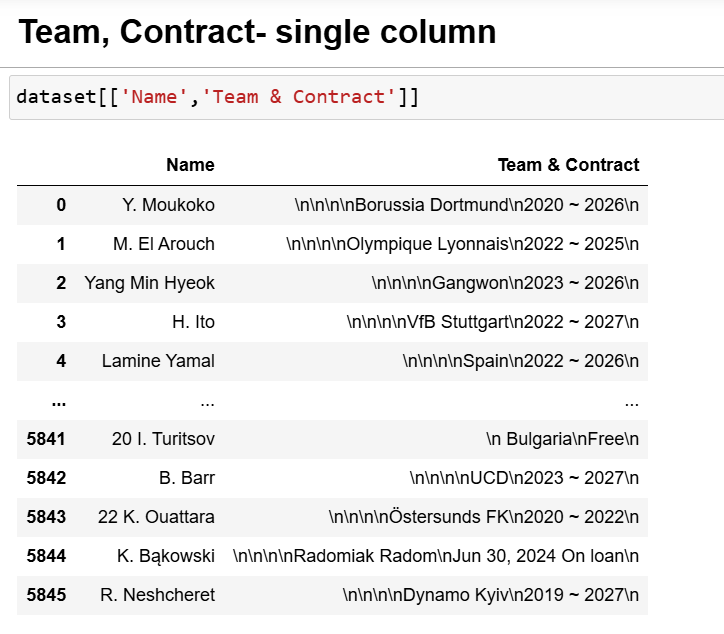 Team, Contract- single column
dataset[['Name','Team & Contract']]
Name Team & Contract
0 Y. Moukoko \n\n\n\nBorussia Dortmund\n2020 ~ 2026\n
1 M. El Arouch \n\n\n\nOlympique Lyonnais\n2022 ~ 2025\n
2 Yang Min Hyeok \n\n\n\nGangwon\n2023 ~ 2026\n
3 H. Ito \n\n\n\nVfB Stuttgart\n2022 ~ 2027\n
4 Lamine Yamal \n\n\n\nSpain\n2022 ~ 2026\n
... ... ...
5841 20 I. Turitsov \n Bulgaria\nFree\n
5842 B. Barr \n\n\n\nUCD\n2023 ~ 2027\n
5843 22 K. Ouattara \n\n\n\nÖstersunds FK\n2020 ~ 2022\n
5844 K. Bąkowski \n\n\n\nRadomiak Radom\nJun 30, 2024 On loan\n
5845 R. Neshcheret \n\n\n\nDynamo Kyiv\n2019 ~ 2027\n